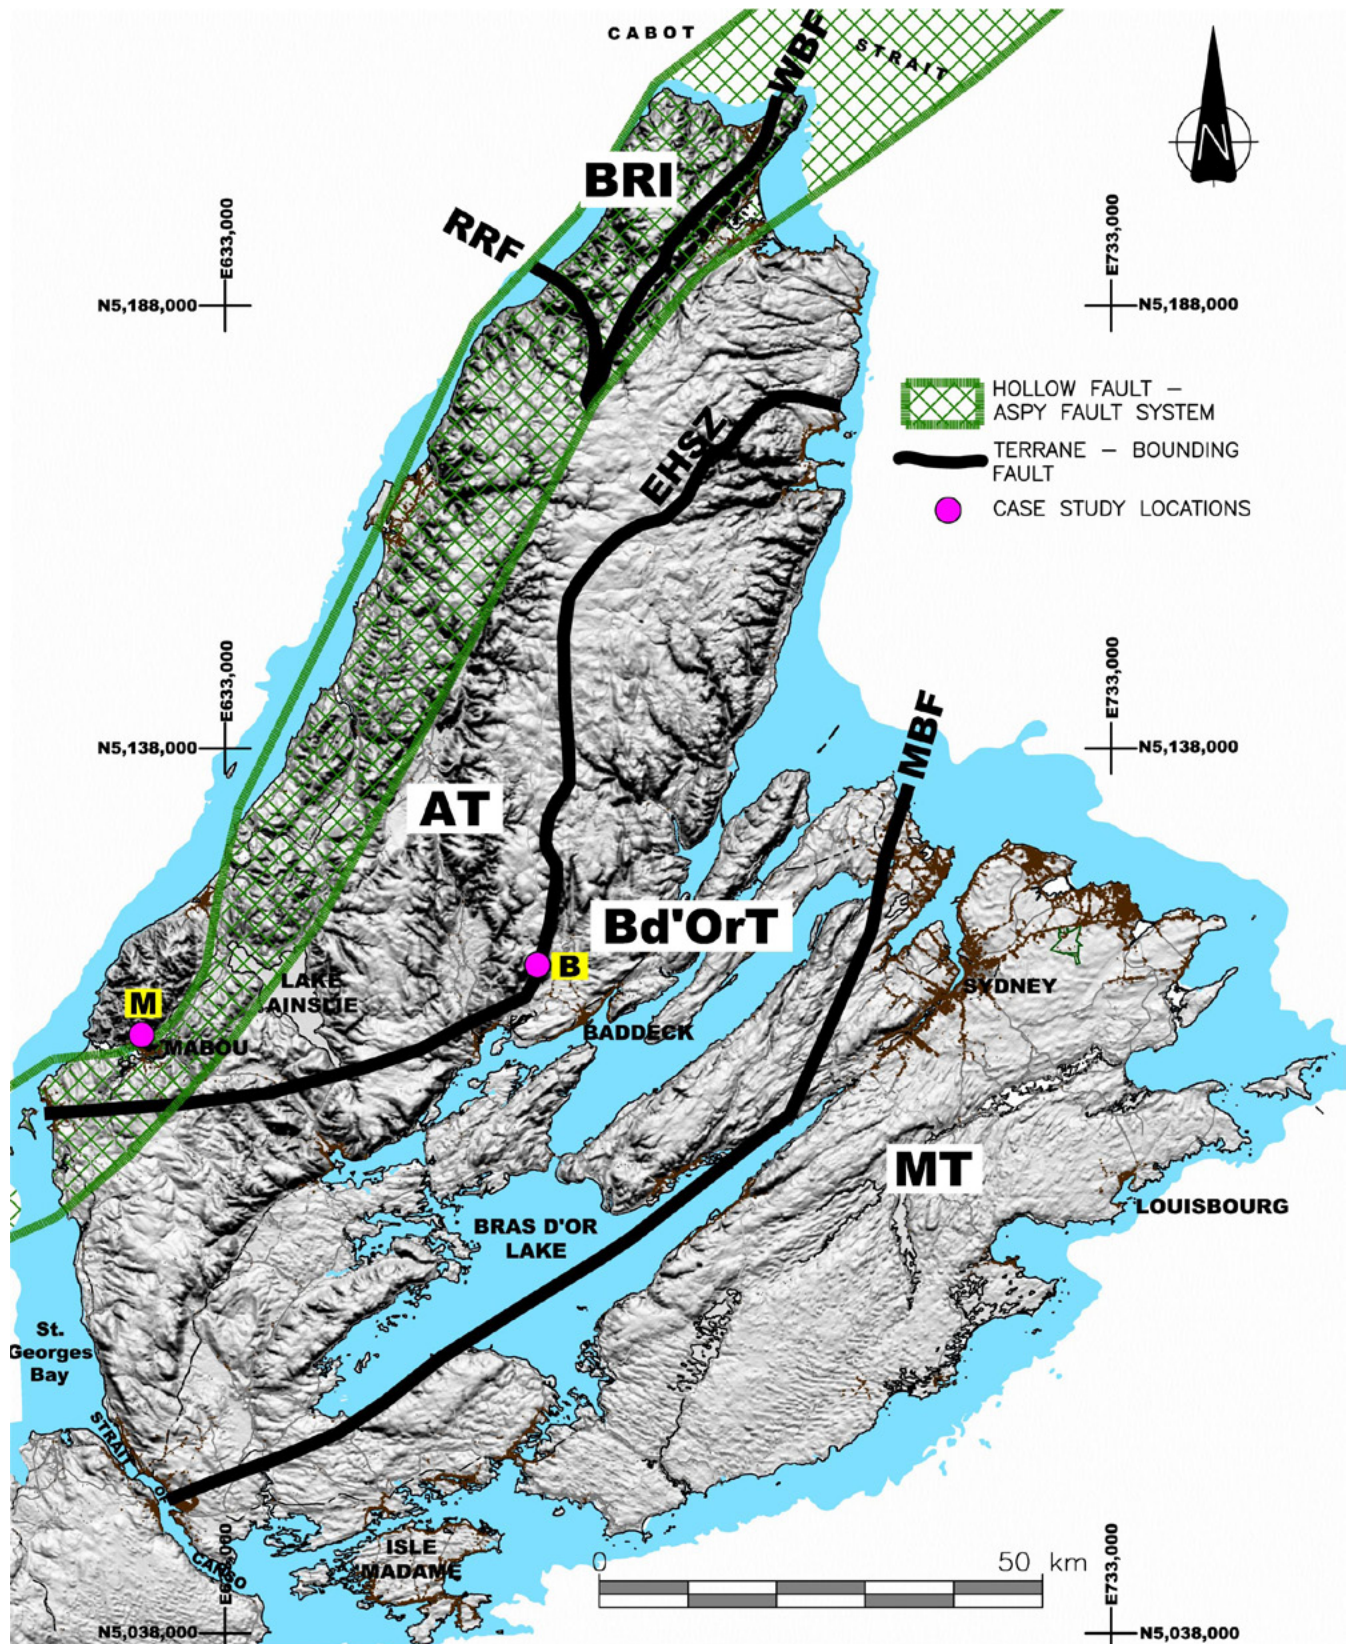 CABOT
STRAIT
WBF
BRI
RRF
N
E633,000
E733,000
N5,188,000
N5,188,000
HOLLOW FAULT –
ASPY FAULT SYSTEM
TERRANE – BOUNDING
FAULT
CASE STUDY LOCATIONS
EHSZ
E633,000
E733,000
N5,138,000
N5,138,000
MBF
AT
Bd'OrT
B
LAKE
AINSLIE
SYDNEY
M
MABOU
BADDECK
MT
LOUISBOURG
BRAS D'OR
LAKE
St.
Georges
Bay
STRAIT OF
CANSO
ISLE
MADAME
0
50 km
E633,000
E733,000
N5,038,000
N5,038,000